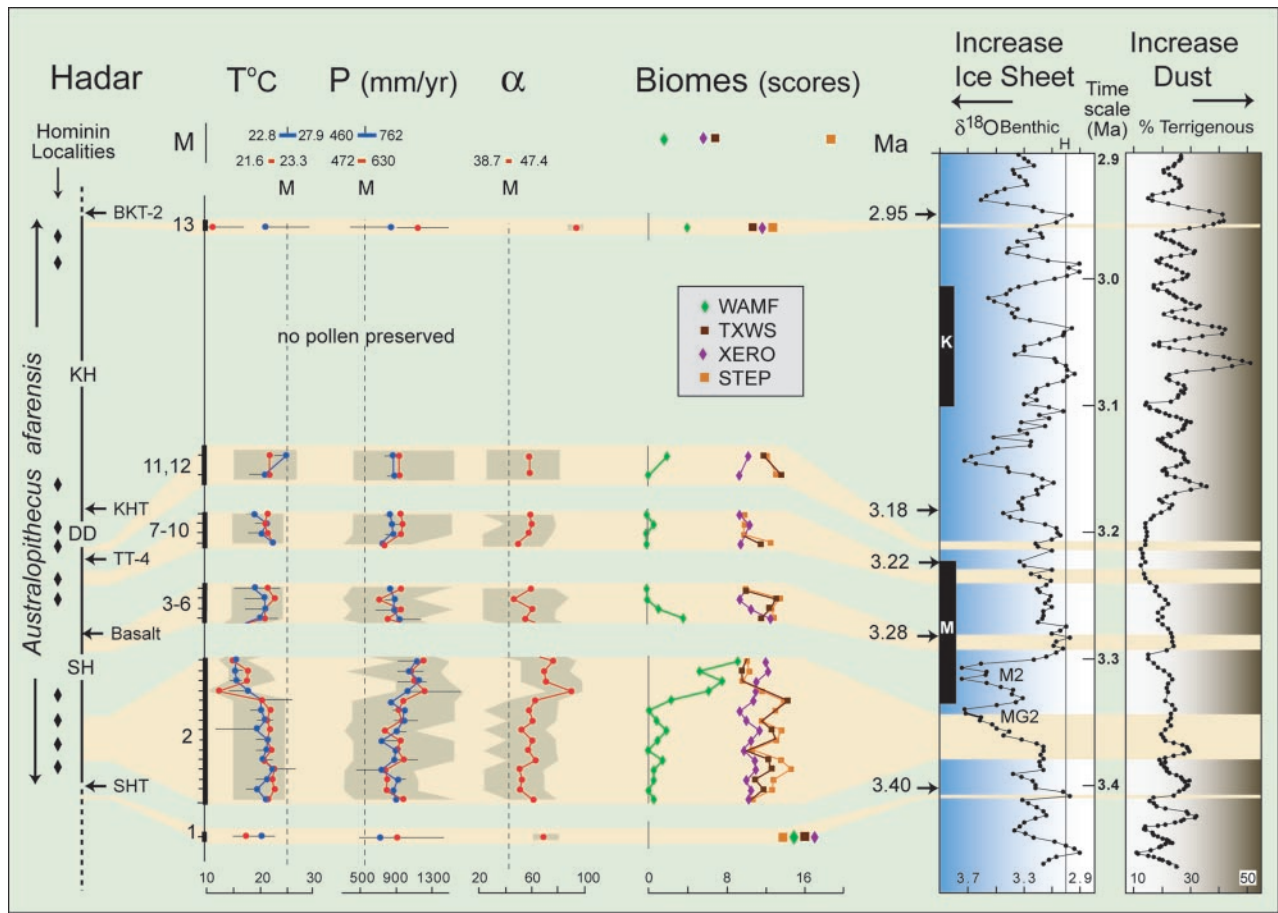 Hadar
T°C
P (mm/yr)
α
Biomes (scores)
Increase
Ice Sheet
Increase
Dust
Time
scale
(Ma)
Hominin
Localities
M
22.8 27.9
460 762
21.6 23.3
472 630
38.7 47.4
M
M
M
Ma
δ18O Benthic
H
% Terrigenous
2.9
3.0
3.1
3.2
3.3
3.4
BKT-2
13
2.95
no pollen preserved
WAMF
TXWS
XERO
STEP
Australopithecus afarensis
KH
K
11,12
KHT
3.18
DD
7-10
TT-4
3.22
3-6
Basalt
3.28
M
SH
M2
MG2
2
SHT
3.40
1
10 20 30
500 900 1300
20 60 100
0 8 16
3.7 3.3 2.9
10 30 50